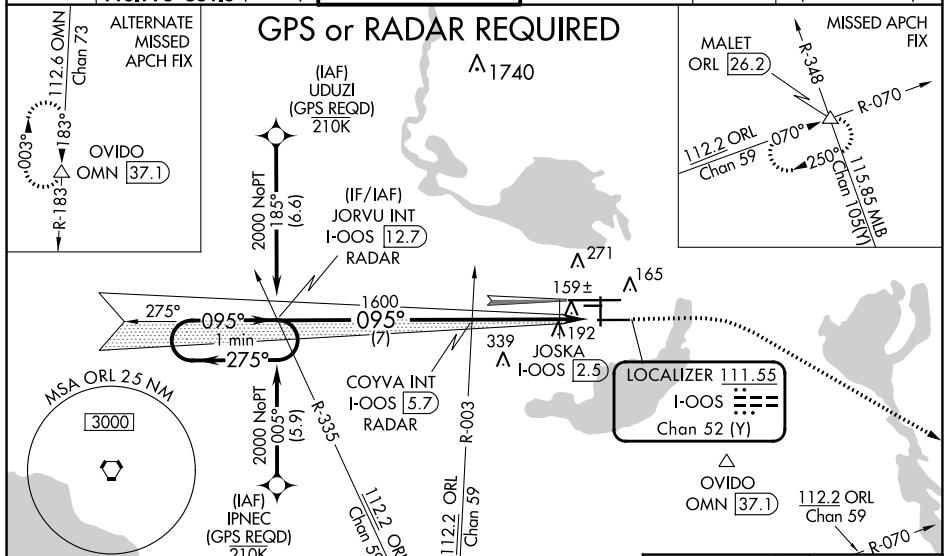 ALTERNATE
MISSED
APCH FIX
112.6 OMN
Chan 73
183°
003°
R-183
OVIDO
OMN 37.1
GPS or RADAR REQUIRED
1740
(IAF)
UDUZI
(GPS REQD)
210K
2000 NoPT
185°
(6.6)
(IF/IAF)
JORVU INT
I-OOS 12.7
RADAR
MISSED APCH
FIX
MALET
ORL 26.2
R-348
R-070
112.2 ORL
Chan 59
070°
250°
115.85 MLB
Chan 105(Y)
271
165
159±
192
339
275°
095°
1 min
275°
1600
095°
(7)
JOSKA
I-OOS 2.5
COYVA INT
I-OOS 5.7
RADAR
LOCALIZER 111.55
I-OOS
Chan 52 (Y)
MSA ORL 25 NM
3000
2000 NoPT
005°
(5.9)
(IAF)
IPNEC
(GPS REQD)
210K
R-335
112.2 ORL
R-003
112.2 ORL
Chan 59
OVIDO
OMN 37.1
112.2 ORL
Chan 59
R-070